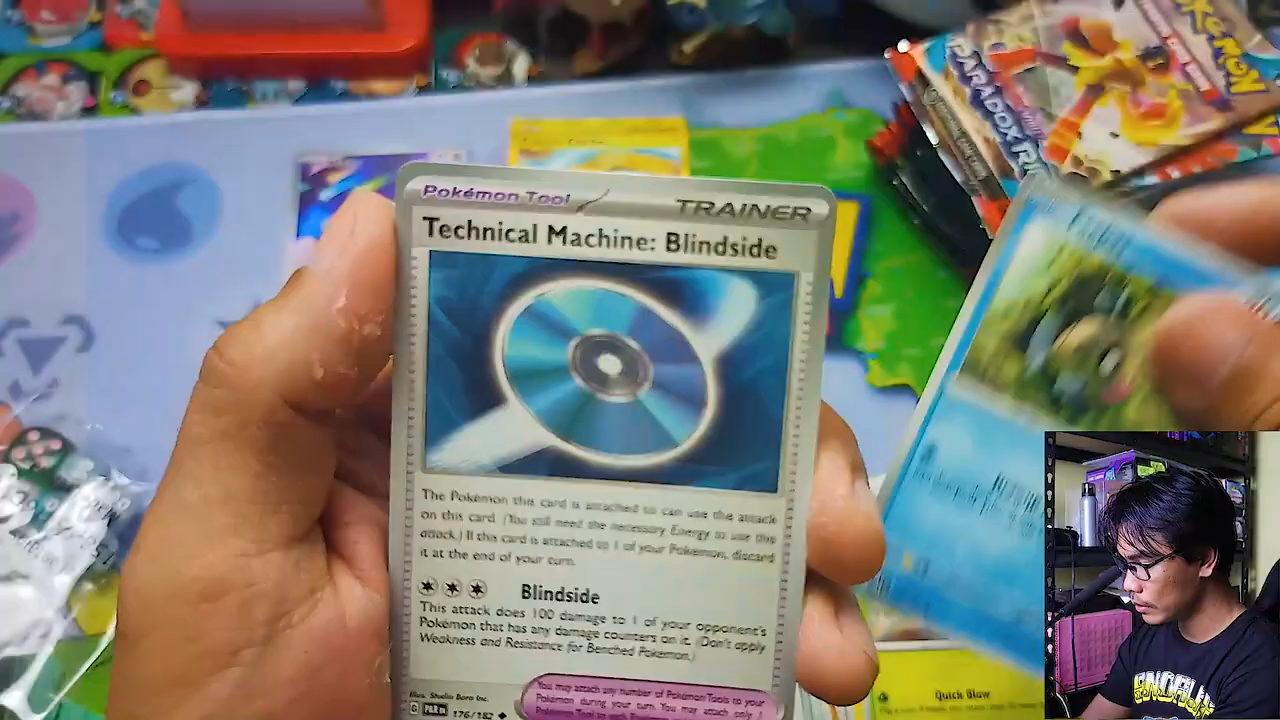 POKÉMON
PARADOX RI
Pokémon Tool
TRAINER
Technical Machine: Blindside
The Pokémon this card is attached to can use the attack
on this card. (You still need the necessary Energy to use this
attack.) If this card is attached to 1 of your Pokémon, discard
it at the end of your turn.
Blindside
This attack does 100 damage to 1 of your opponent's
Pokémon that has any damage counters on it. (Don't apply
Weakness and Resistance for Benched Pokémon.)
Illus. Studio Bora Inc.
G PAR EN 176/182
You may attach any number of Pokémon Tools to your
Pokémon during your turn. You may attach only 1
Quick Blow